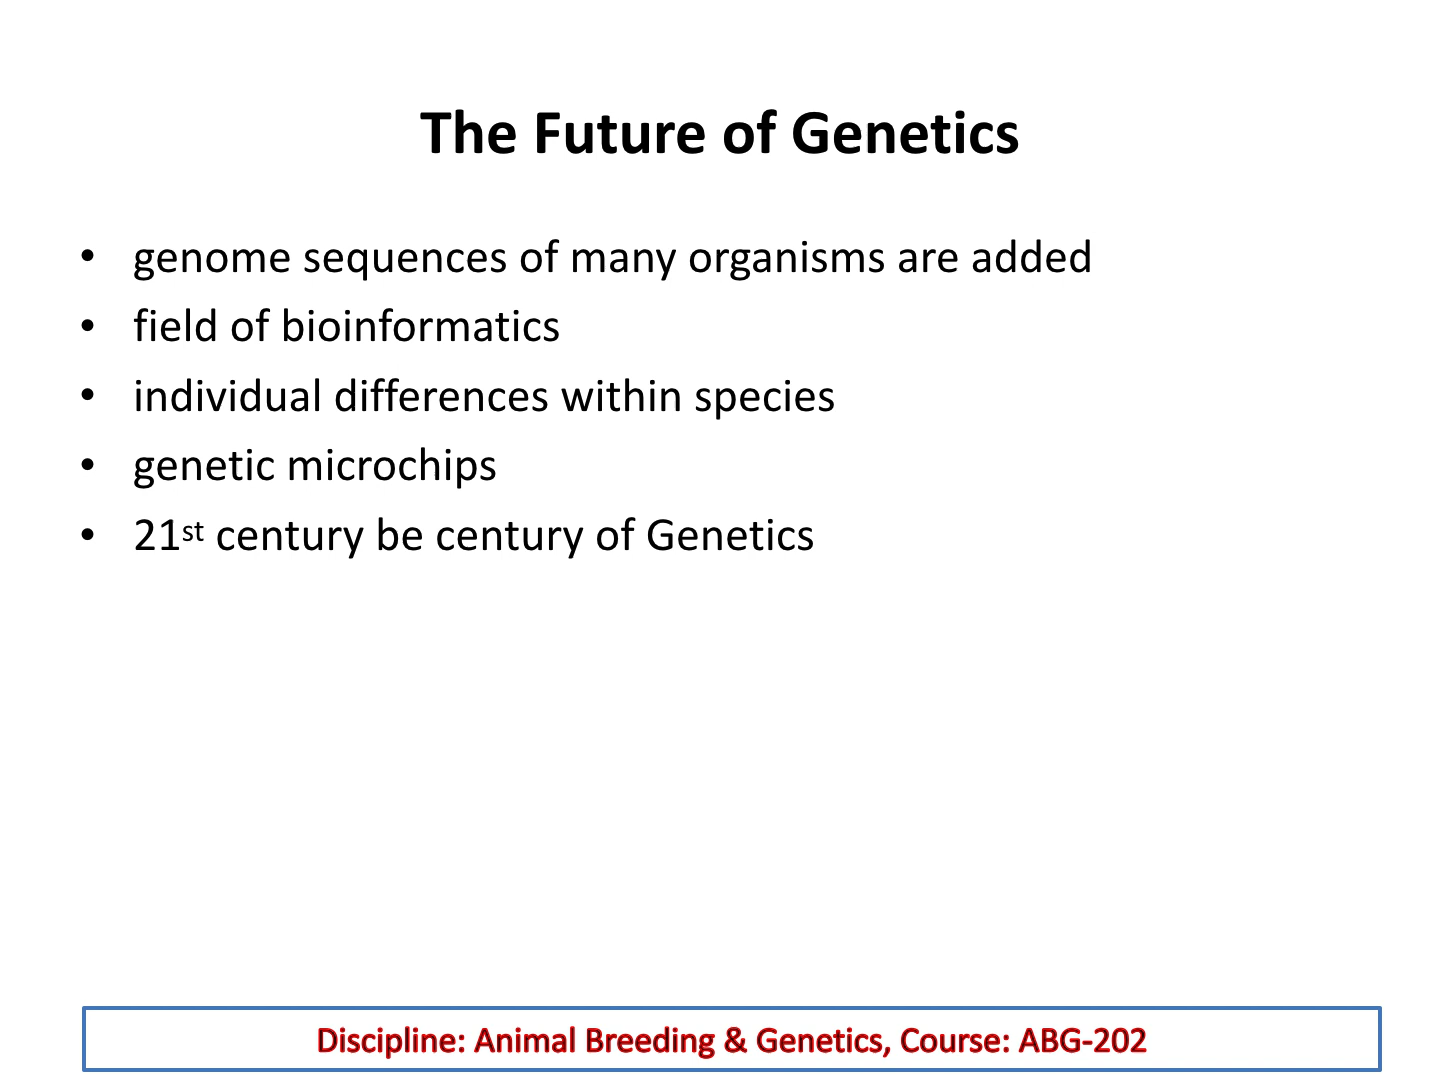 The Future of Genetics
• genome sequences of many organisms are added
• field of bioinformatics
• individual differences within species
• genetic microchips
• 21st century be century of Genetics
Discipline: Animal Breeding & Genetics, Course: ABG-202